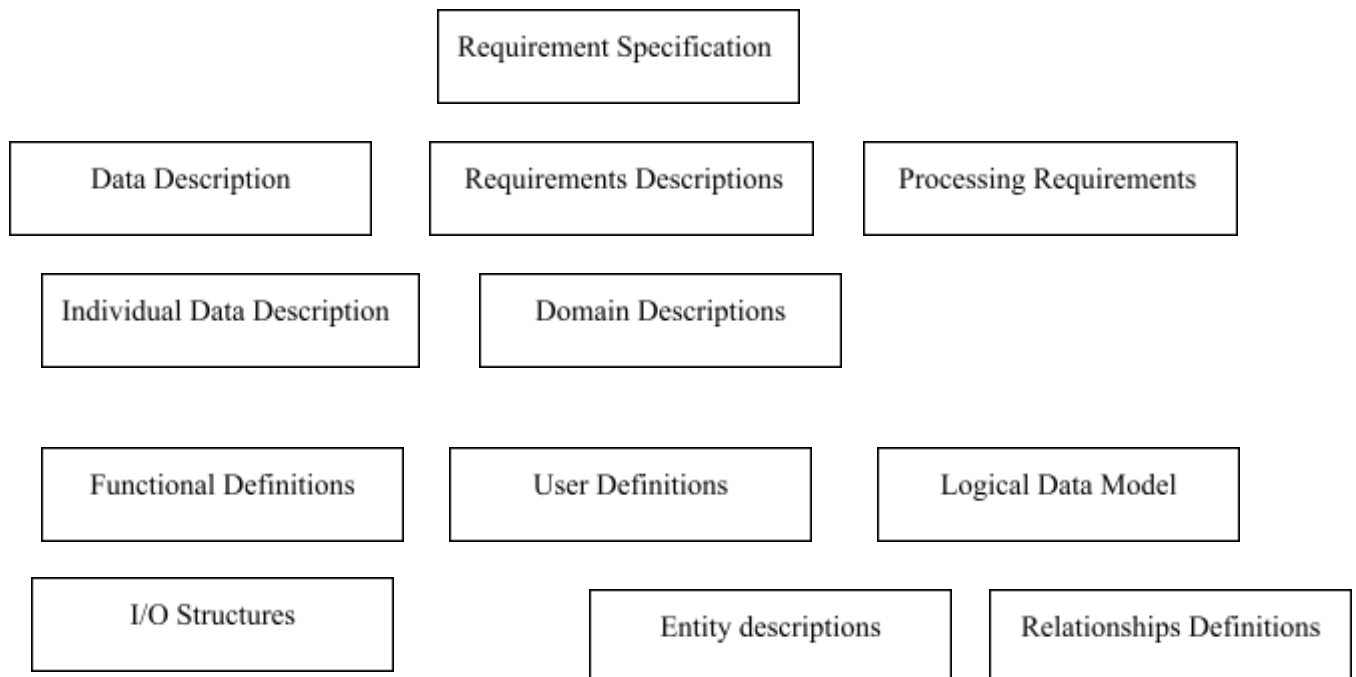 Requirement Specification
Data Description
Requirements Descriptions
Processing Requirements
Individual Data Description
Domain Descriptions
Functional Definitions
User Definitions
Logical Data Model
I/O Structures
Entity descriptions
Relationships Definitions